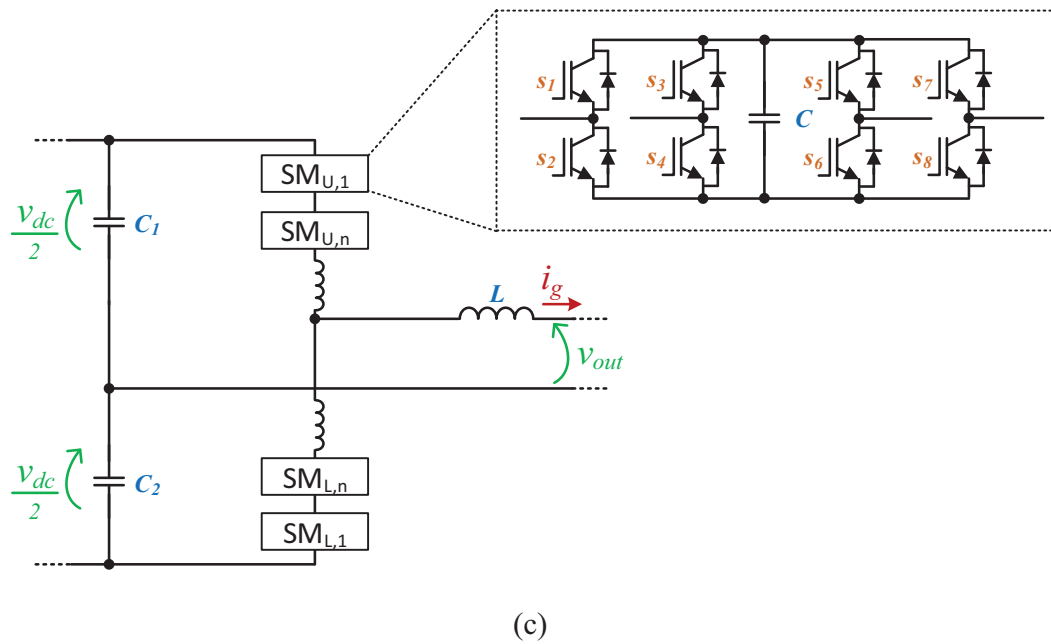 s1 s3 s5 s7
C
s2 s4 s6 s8
SMU,1
vdc
2
C1
SMU,n
L
ig
vout
vdc
2
C2
SML,n
SML,1
(c)